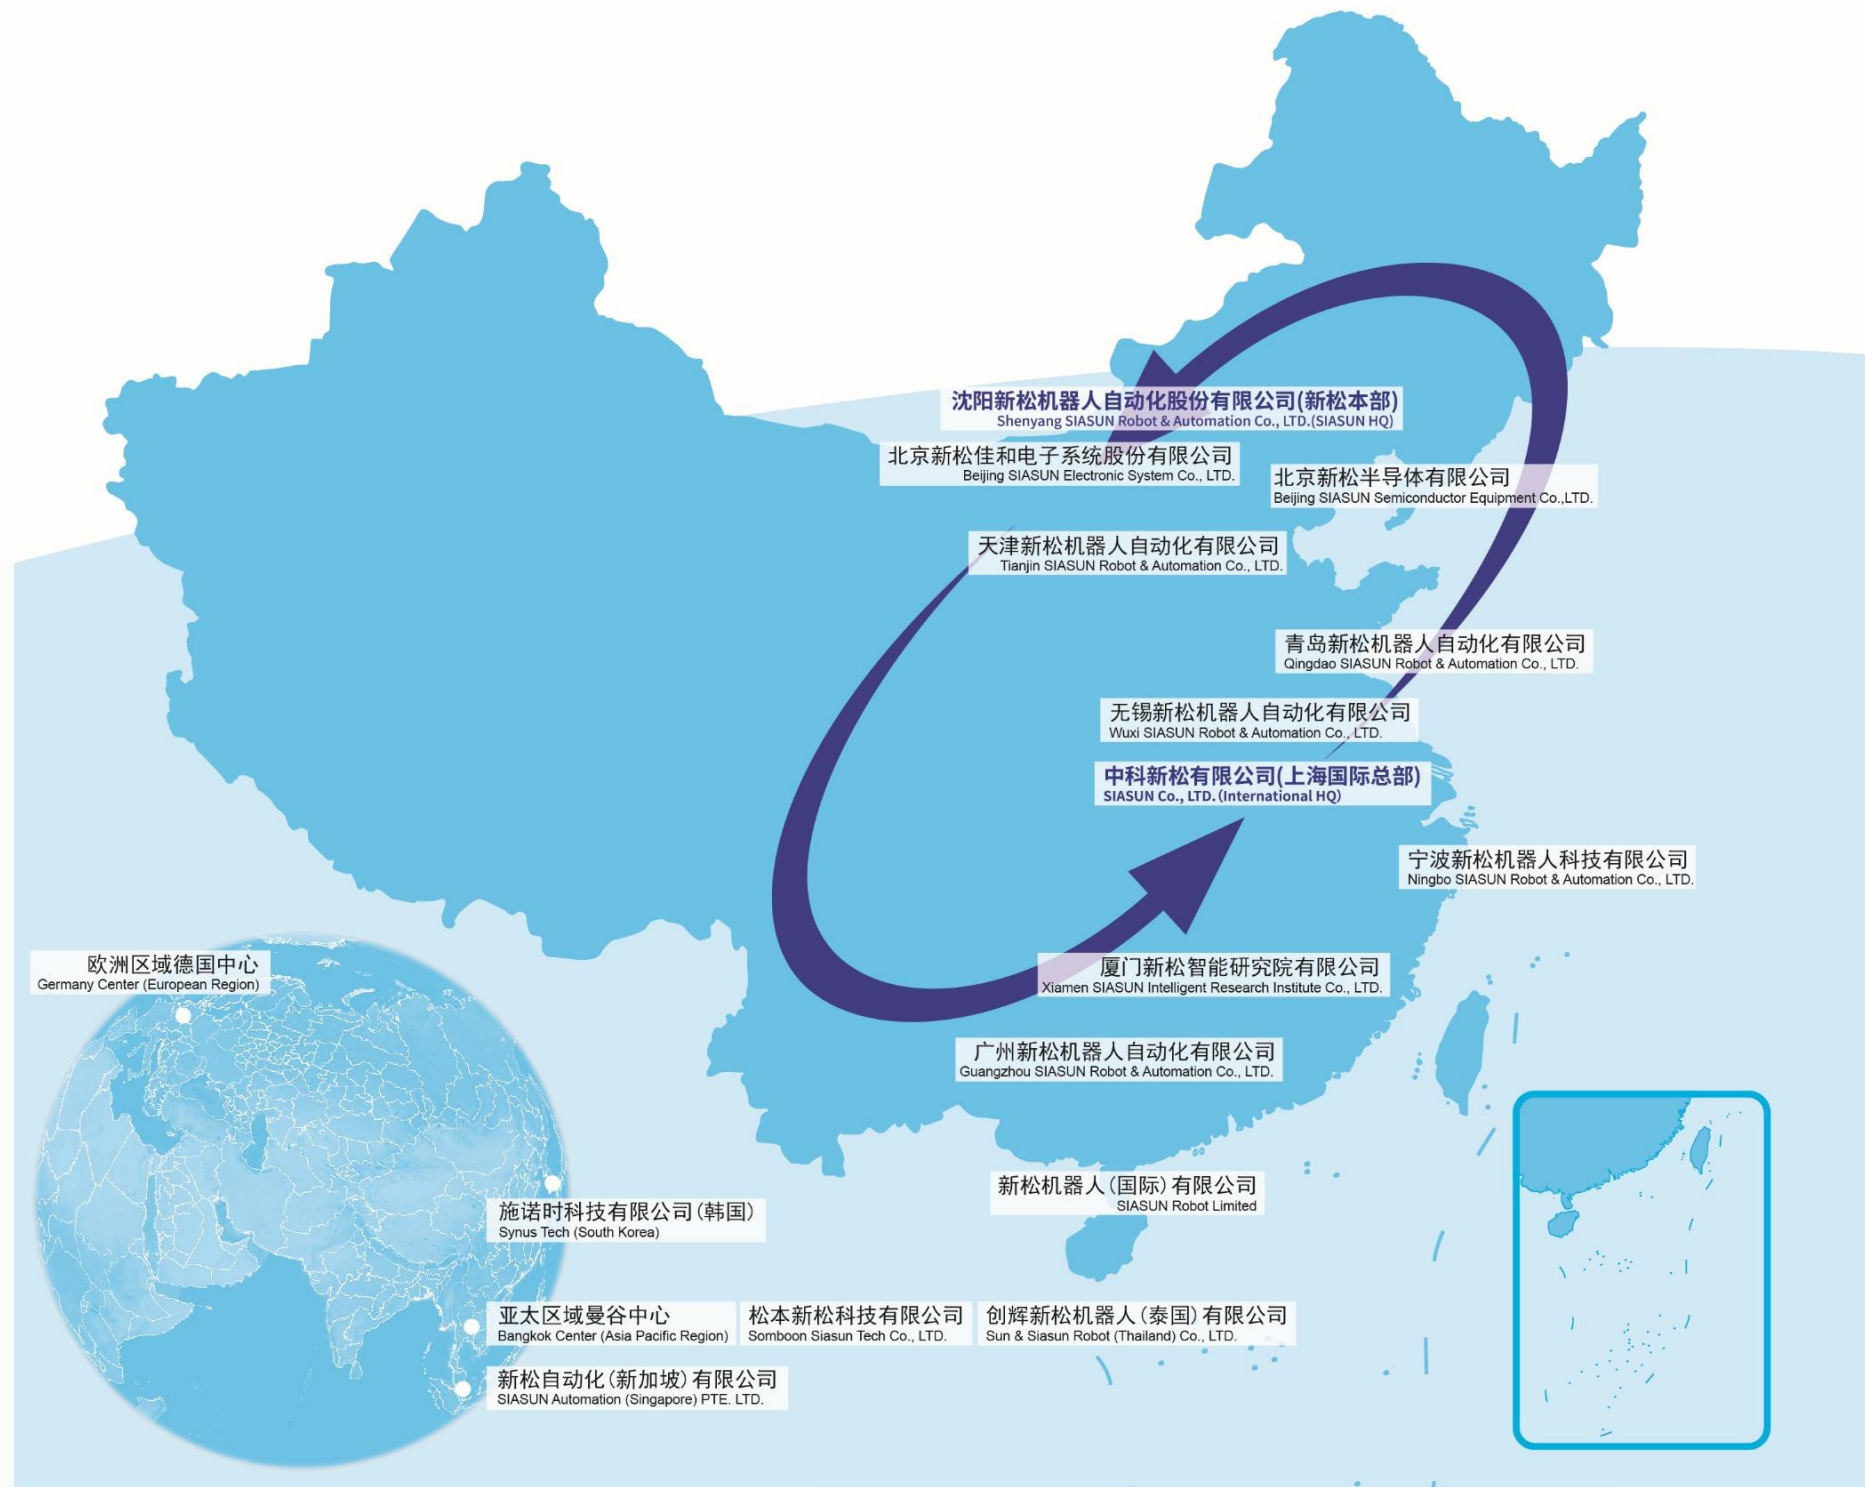 沈阳新松机器人自动化股份有限公司(新松本部)
Shenyang SIASUN Robot & Automation Co., LTD.(SIASUN HQ)
北京新松佳和电子系统股份有限公司
Beijing SIASUN Electronic System Co., LTD.
北京新松半导体有限公司
Beijing SIASUN Semiconductor Equipment Co.,LTD.
天津新松机器人自动化有限公司
Tianjin SIASUN Robot & Automation Co., LTD.
青岛新松机器人自动化有限公司
Qingdao SIASUN Robot & Automation Co., LTD.
无锡新松机器人自动化有限公司
Wuxi SIASUN Robot & Automation Co., LTD.
中科新松有限公司(上海国际总部)
SIASUN Co., LTD.(International HQ)
宁波新松机器人科技有限公司
Ningbo SIASUN Robot & Automation Co., LTD.
欧洲区域德国中心
Germany Center (European Region)
厦门新松智能研究院有限公司
Xiamen SIASUN Intelligent Research Institute Co., LTD.
广州新松机器人自动化有限公司
Guangzhou SIASUN Robot & Automation Co., LTD.
新松机器人(国际)有限公司
SIASUN Robot Limited
施诺时科技有限公司(韩国)
Synus Tech (South Korea)
亚太区域曼谷中心
Bangkok Center (Asia Pacific Region)
松本新松科技有限公司
Somboon Siasun Tech Co., LTD.
创辉新松机器人(泰国)有限公司
Sun & Siasun Robot (Thailand) Co., LTD.
新松自动化(新加坡)有限公司
SIASUN Automation (Singapore) PTE. LTD.